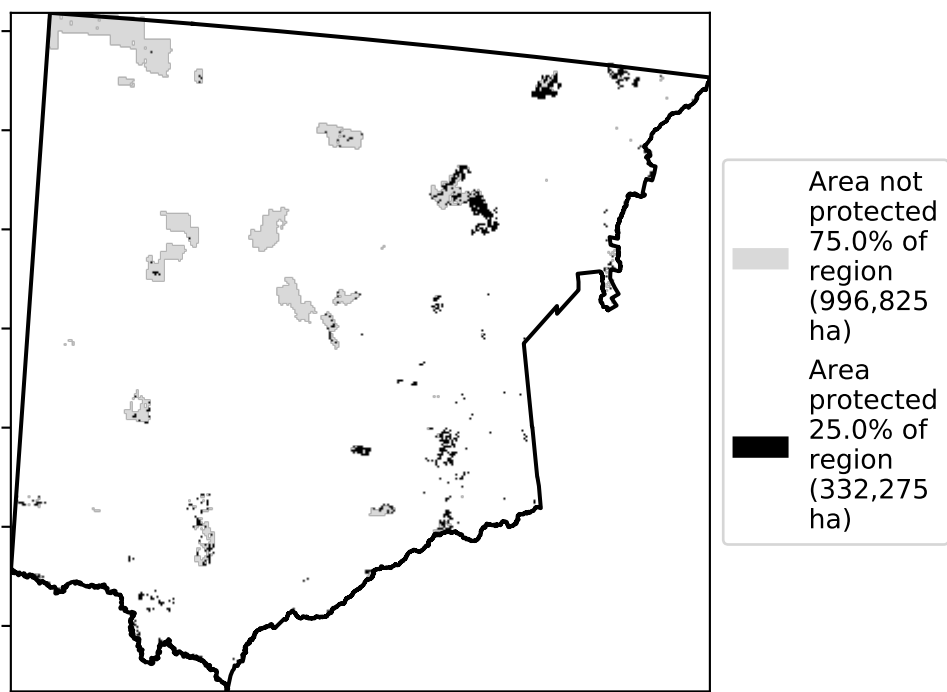 Area not
protected
75.0% of
region
(996,825
ha)
Area
protected
25.0% of
region
(332,275
ha)